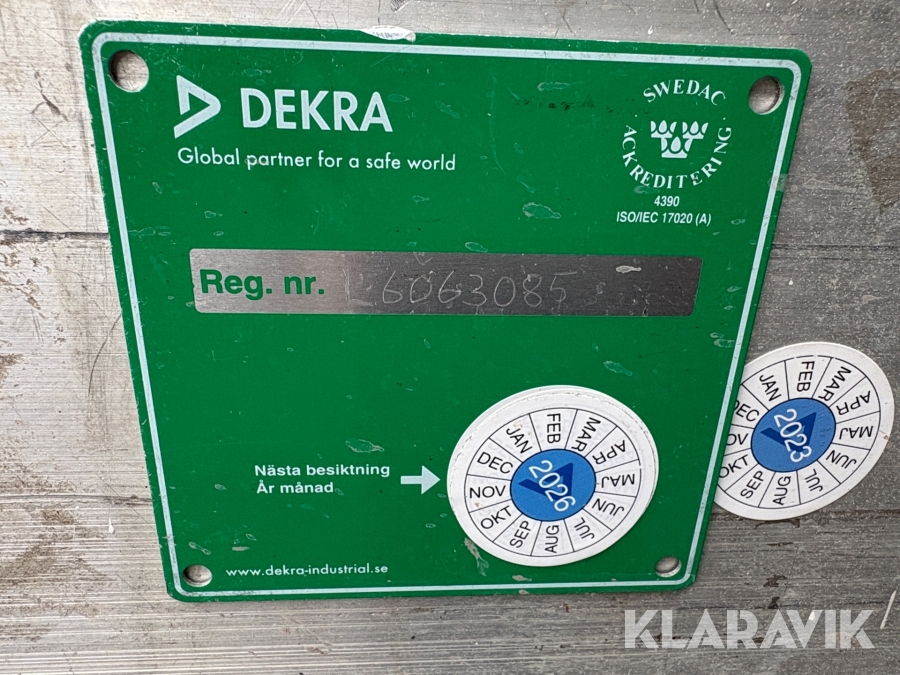 DEKRA
Global partner for a safe world
SWEDAC
ACKREDITERING
4390
ISO/IEC 17020 (A)
Reg. nr. L6063085
Nästa besiktning
År månad
JAN FEB MAR APR MAJ JUN JUL AUG SEP OKT NOV DEC
2026
JAN FEB MAR APR MAJ JUN JUL AUG SEP OKT NOV DEC
2023
www.dekra-industrial.se
KLARAVIK